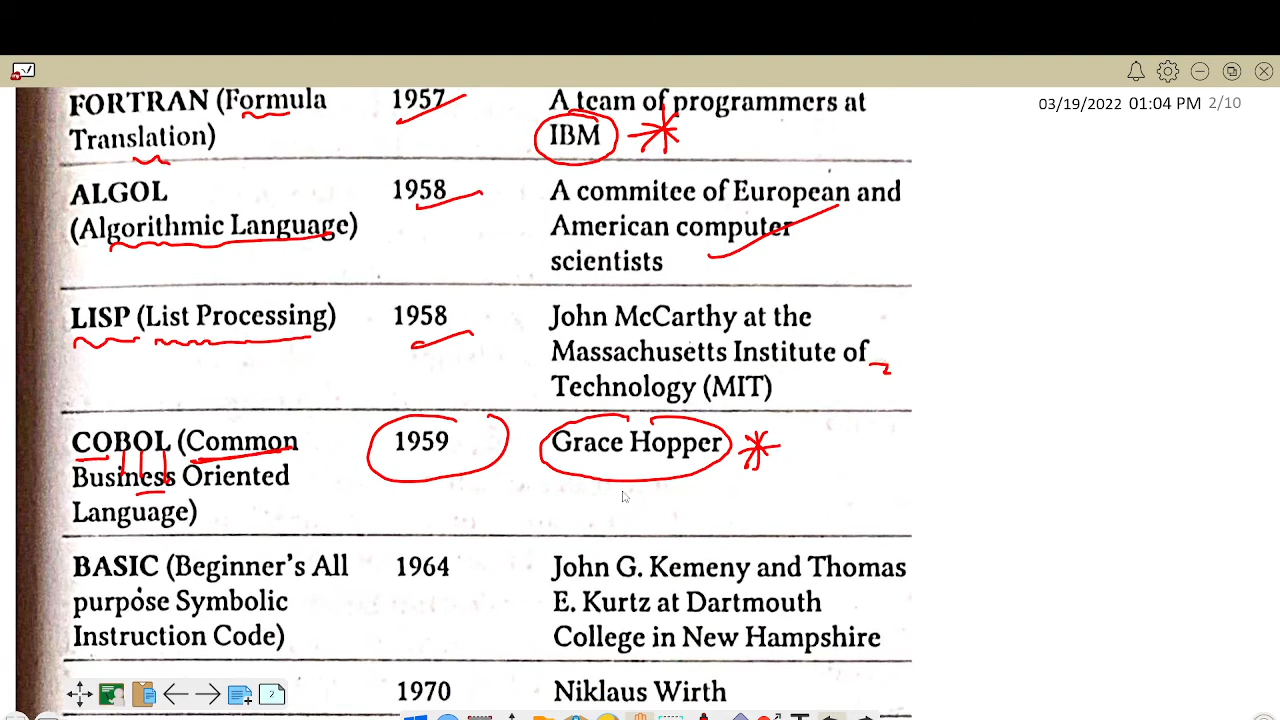 03/19/2022 01:04 PM 2/10
FORTRAN (Formula 1957 A team of programmers at
Translation) IBM
ALGOL 1958 A commitee of European and
(Algorithmic Language) American computer
scientists
LISP (List Processing) 1958 John McCarthy at the
Massachusetts Institute of
Technology (MIT)
COBOL (Common 1959 Grace Hopper
Business Oriented
Language)
BASIC (Beginner's All 1964 John G. Kemeny and Thomas
purpose Symbolic E. Kurtz at Dartmouth
Instruction Code) College in New Hampshire
1970 Niklaus Wirth
2